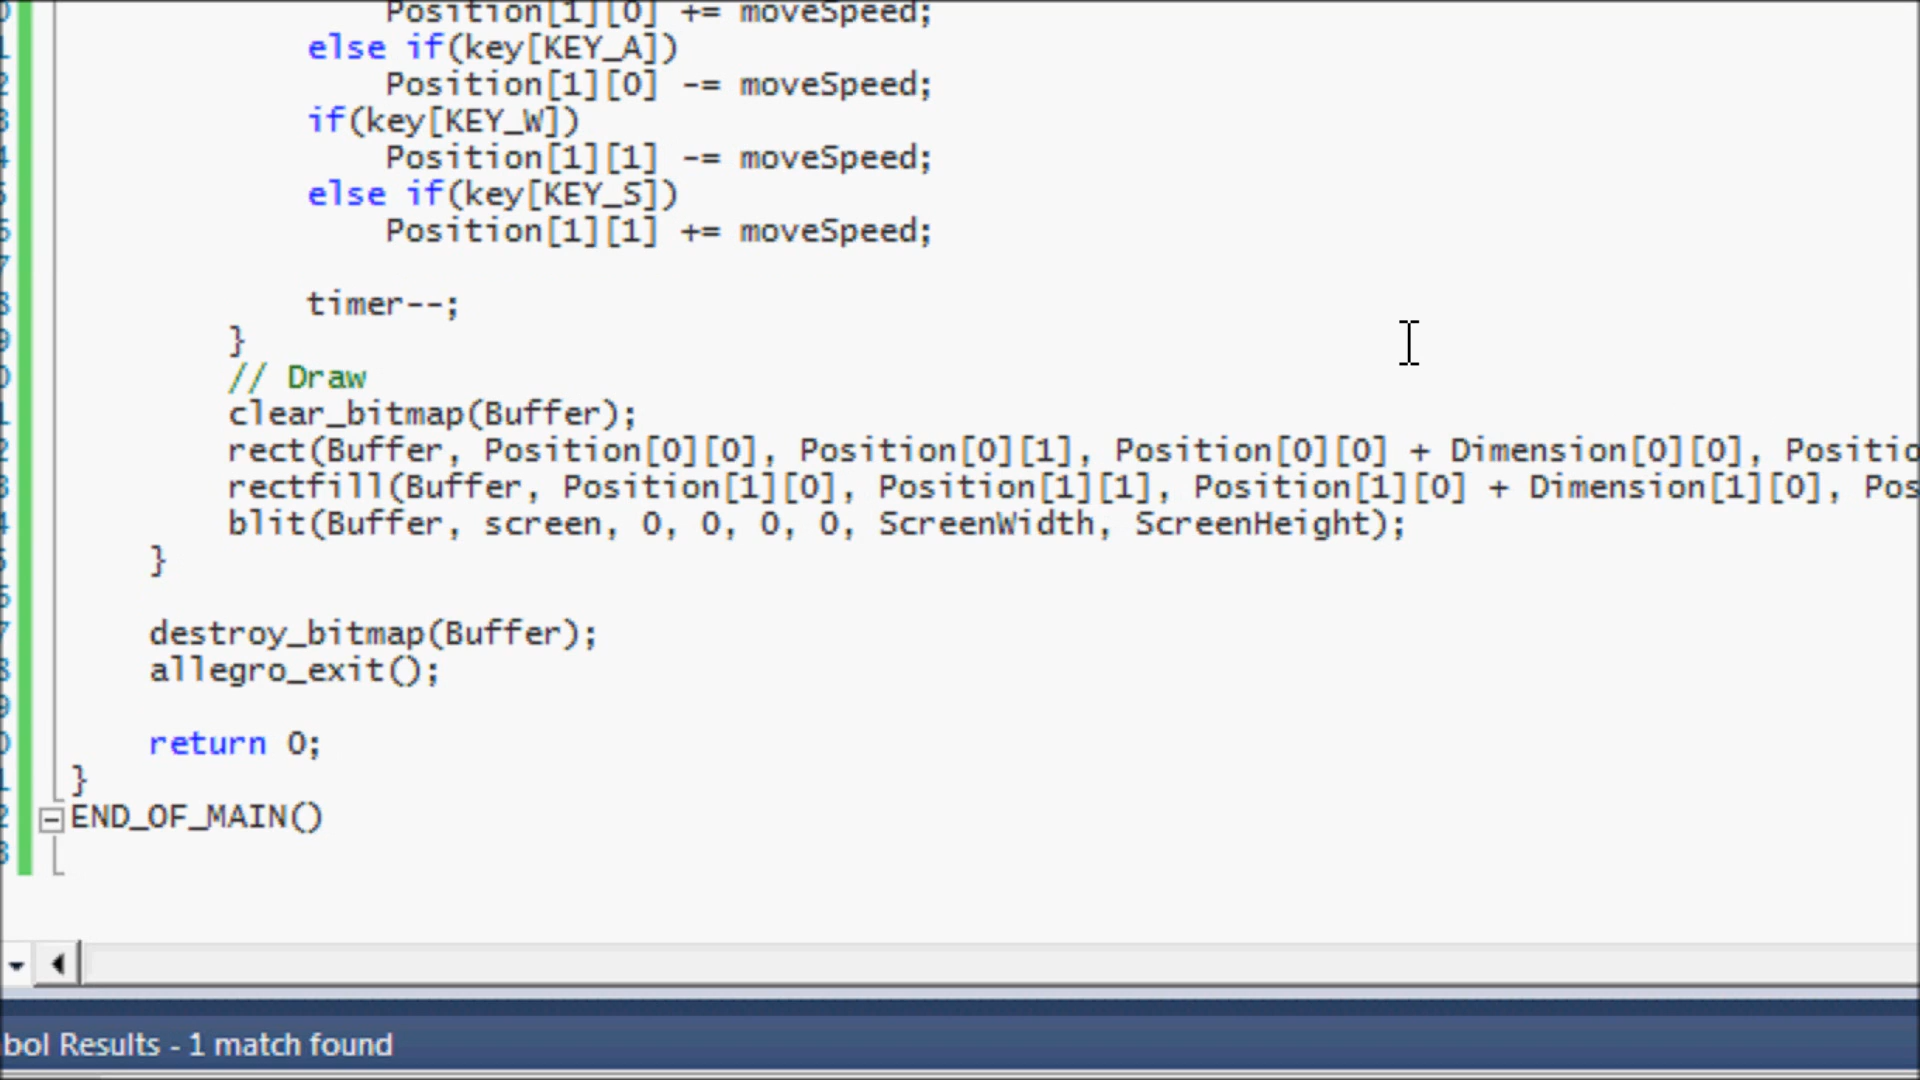 Position[1][0] += moveSpeed;
else if(key[KEY_A])
Position[1][0] -= moveSpeed;
if(key[KEY_W])
Position[1][1] -= moveSpeed;
else if(key[KEY_S])
Position[1][1] += moveSpeed;
timer--;
}
// Draw
clear_bitmap(Buffer);
rect(Buffer, Position[0][0], Position[0][1], Position[0][0] + Dimension[0][0], Positio
rectfill(Buffer, Position[1][0], Position[1][1], Position[1][0] + Dimension[1][0], Pos
blit(Buffer, screen, 0, 0, 0, 0, ScreenWidth, ScreenHeight);
}
destroy_bitmap(Buffer);
allegro_exit();
return 0;
}
END_OF_MAIN()
bol Results - 1 match found